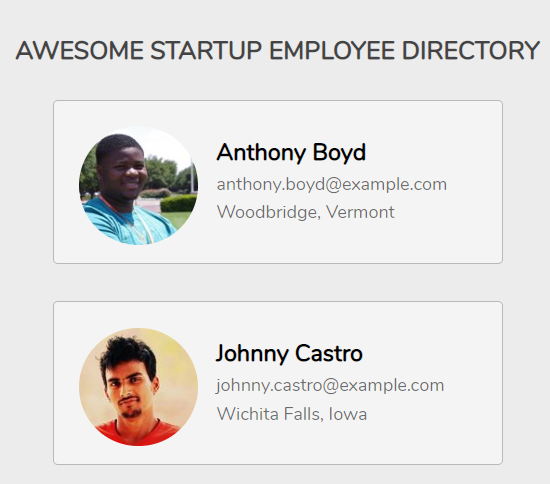 AWESOME STARTUP EMPLOYEE DIRECTORY
Anthony Boyd
anthony.boyd@example.com
Woodbridge, Vermont
Johnny Castro
johnny.castro@example.com
Wichita Falls, Iowa